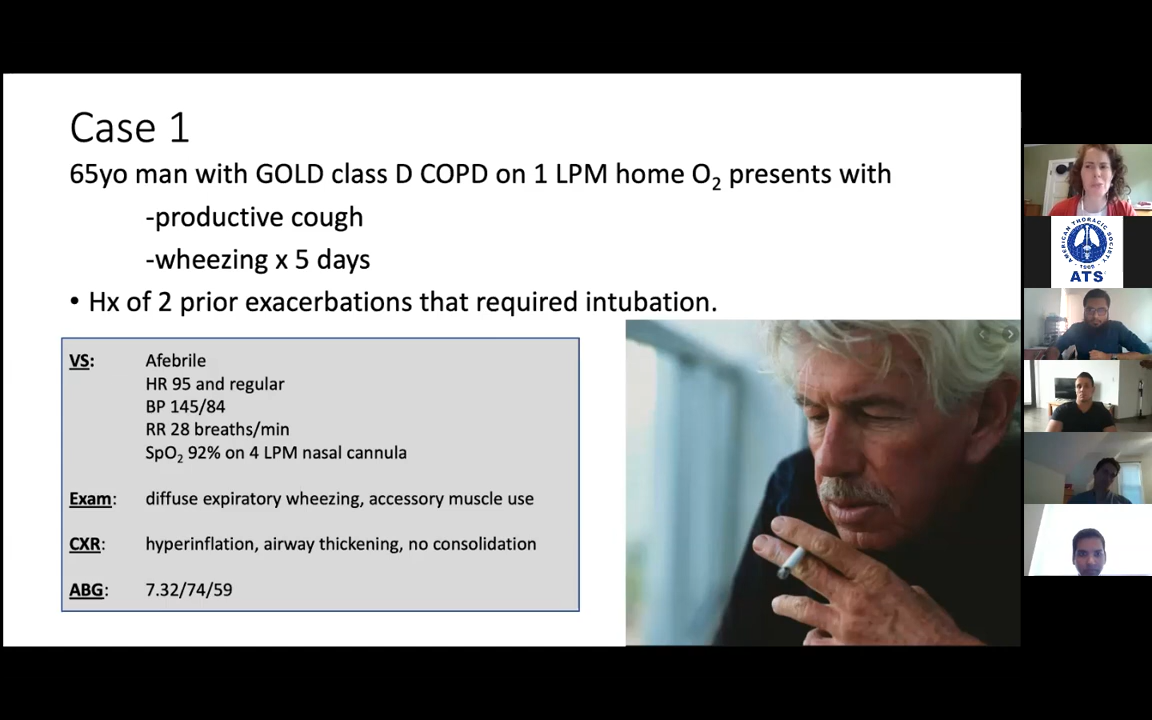 Case 1
65yo man with GOLD class D COPD on 1 LPM home O₂ presents with
-productive cough
-wheezing x 5 days
• Hx of 2 prior exacerbations that required intubation.
VS: Afebrile
HR 95 and regular
BP 145/84
RR 28 breaths/min
SpO₂ 92% on 4 LPM nasal cannula
Exam: diffuse expiratory wheezing, accessory muscle use
CXR: hyperinflation, airway thickening, no consolidation
ABG: 7.32/74/59
AMERICAN THORACIC SOCIETY
ATS